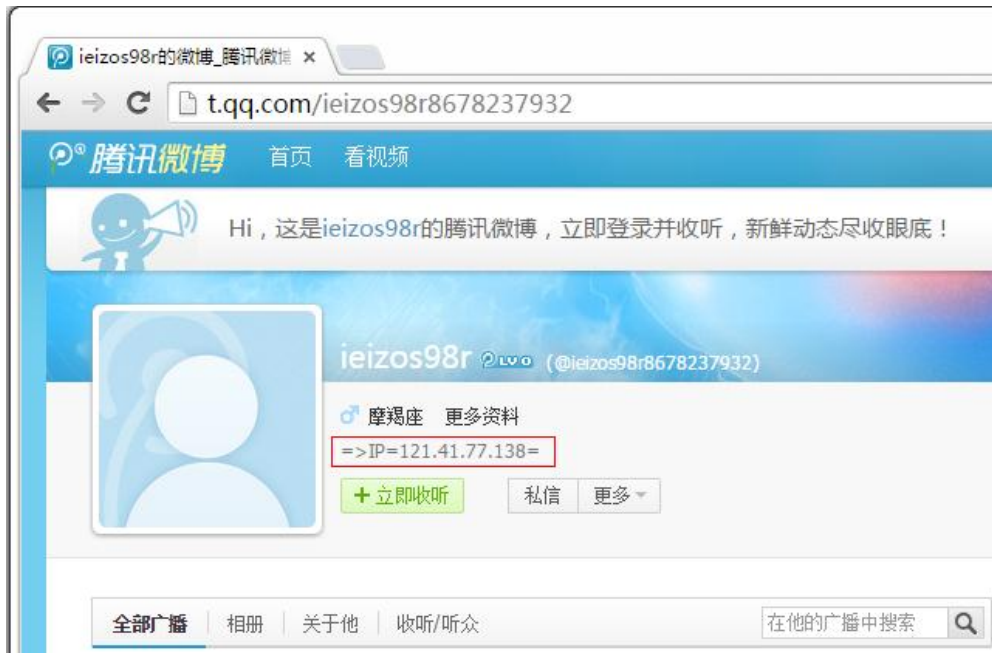 ieizos98r的微博_腾讯微博
t.qq.com/ieizos98r8678237932
腾讯微博 首页 看视频
Hi，这是ieizos98r的腾讯微博，立即登录并收听，新鲜动态尽收眼底！
ieizos98r LV0 (@ieizos98r8678237932)
摩羯座 更多资料
=>IP=121.41.77.138=
+立即收听 私信 更多
全部广播 相册 关于他 收听/听众 在他的广播中搜索